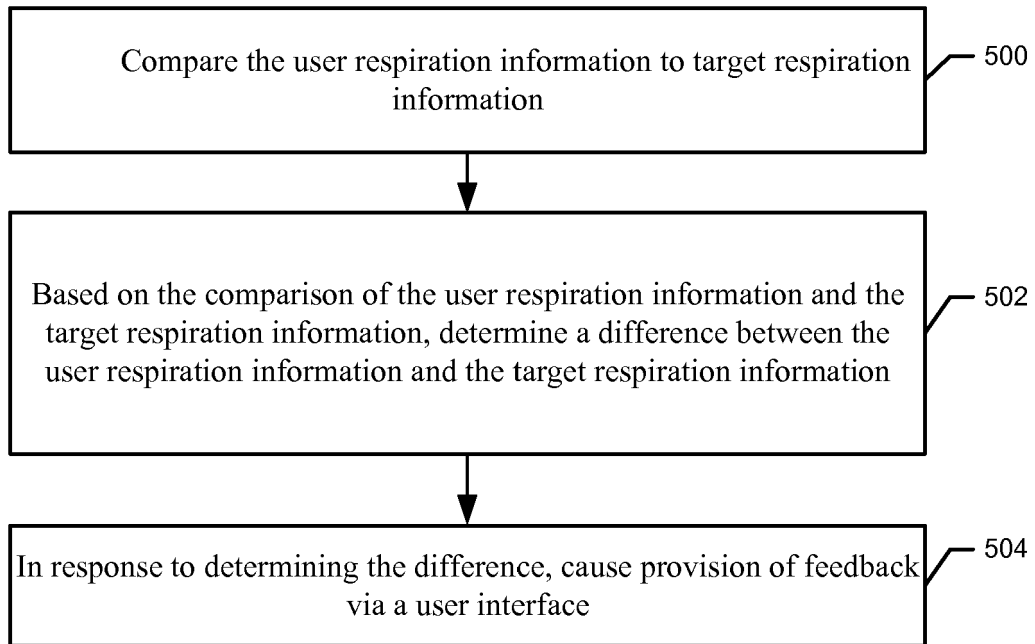 Compare the user respiration information to target respiration
information
500
Based on the comparison of the user respiration information and the
target respiration information, determine a difference between the
user respiration information and the target respiration information
502
In response to determining the difference, cause provision of feedback
via a user interface
504